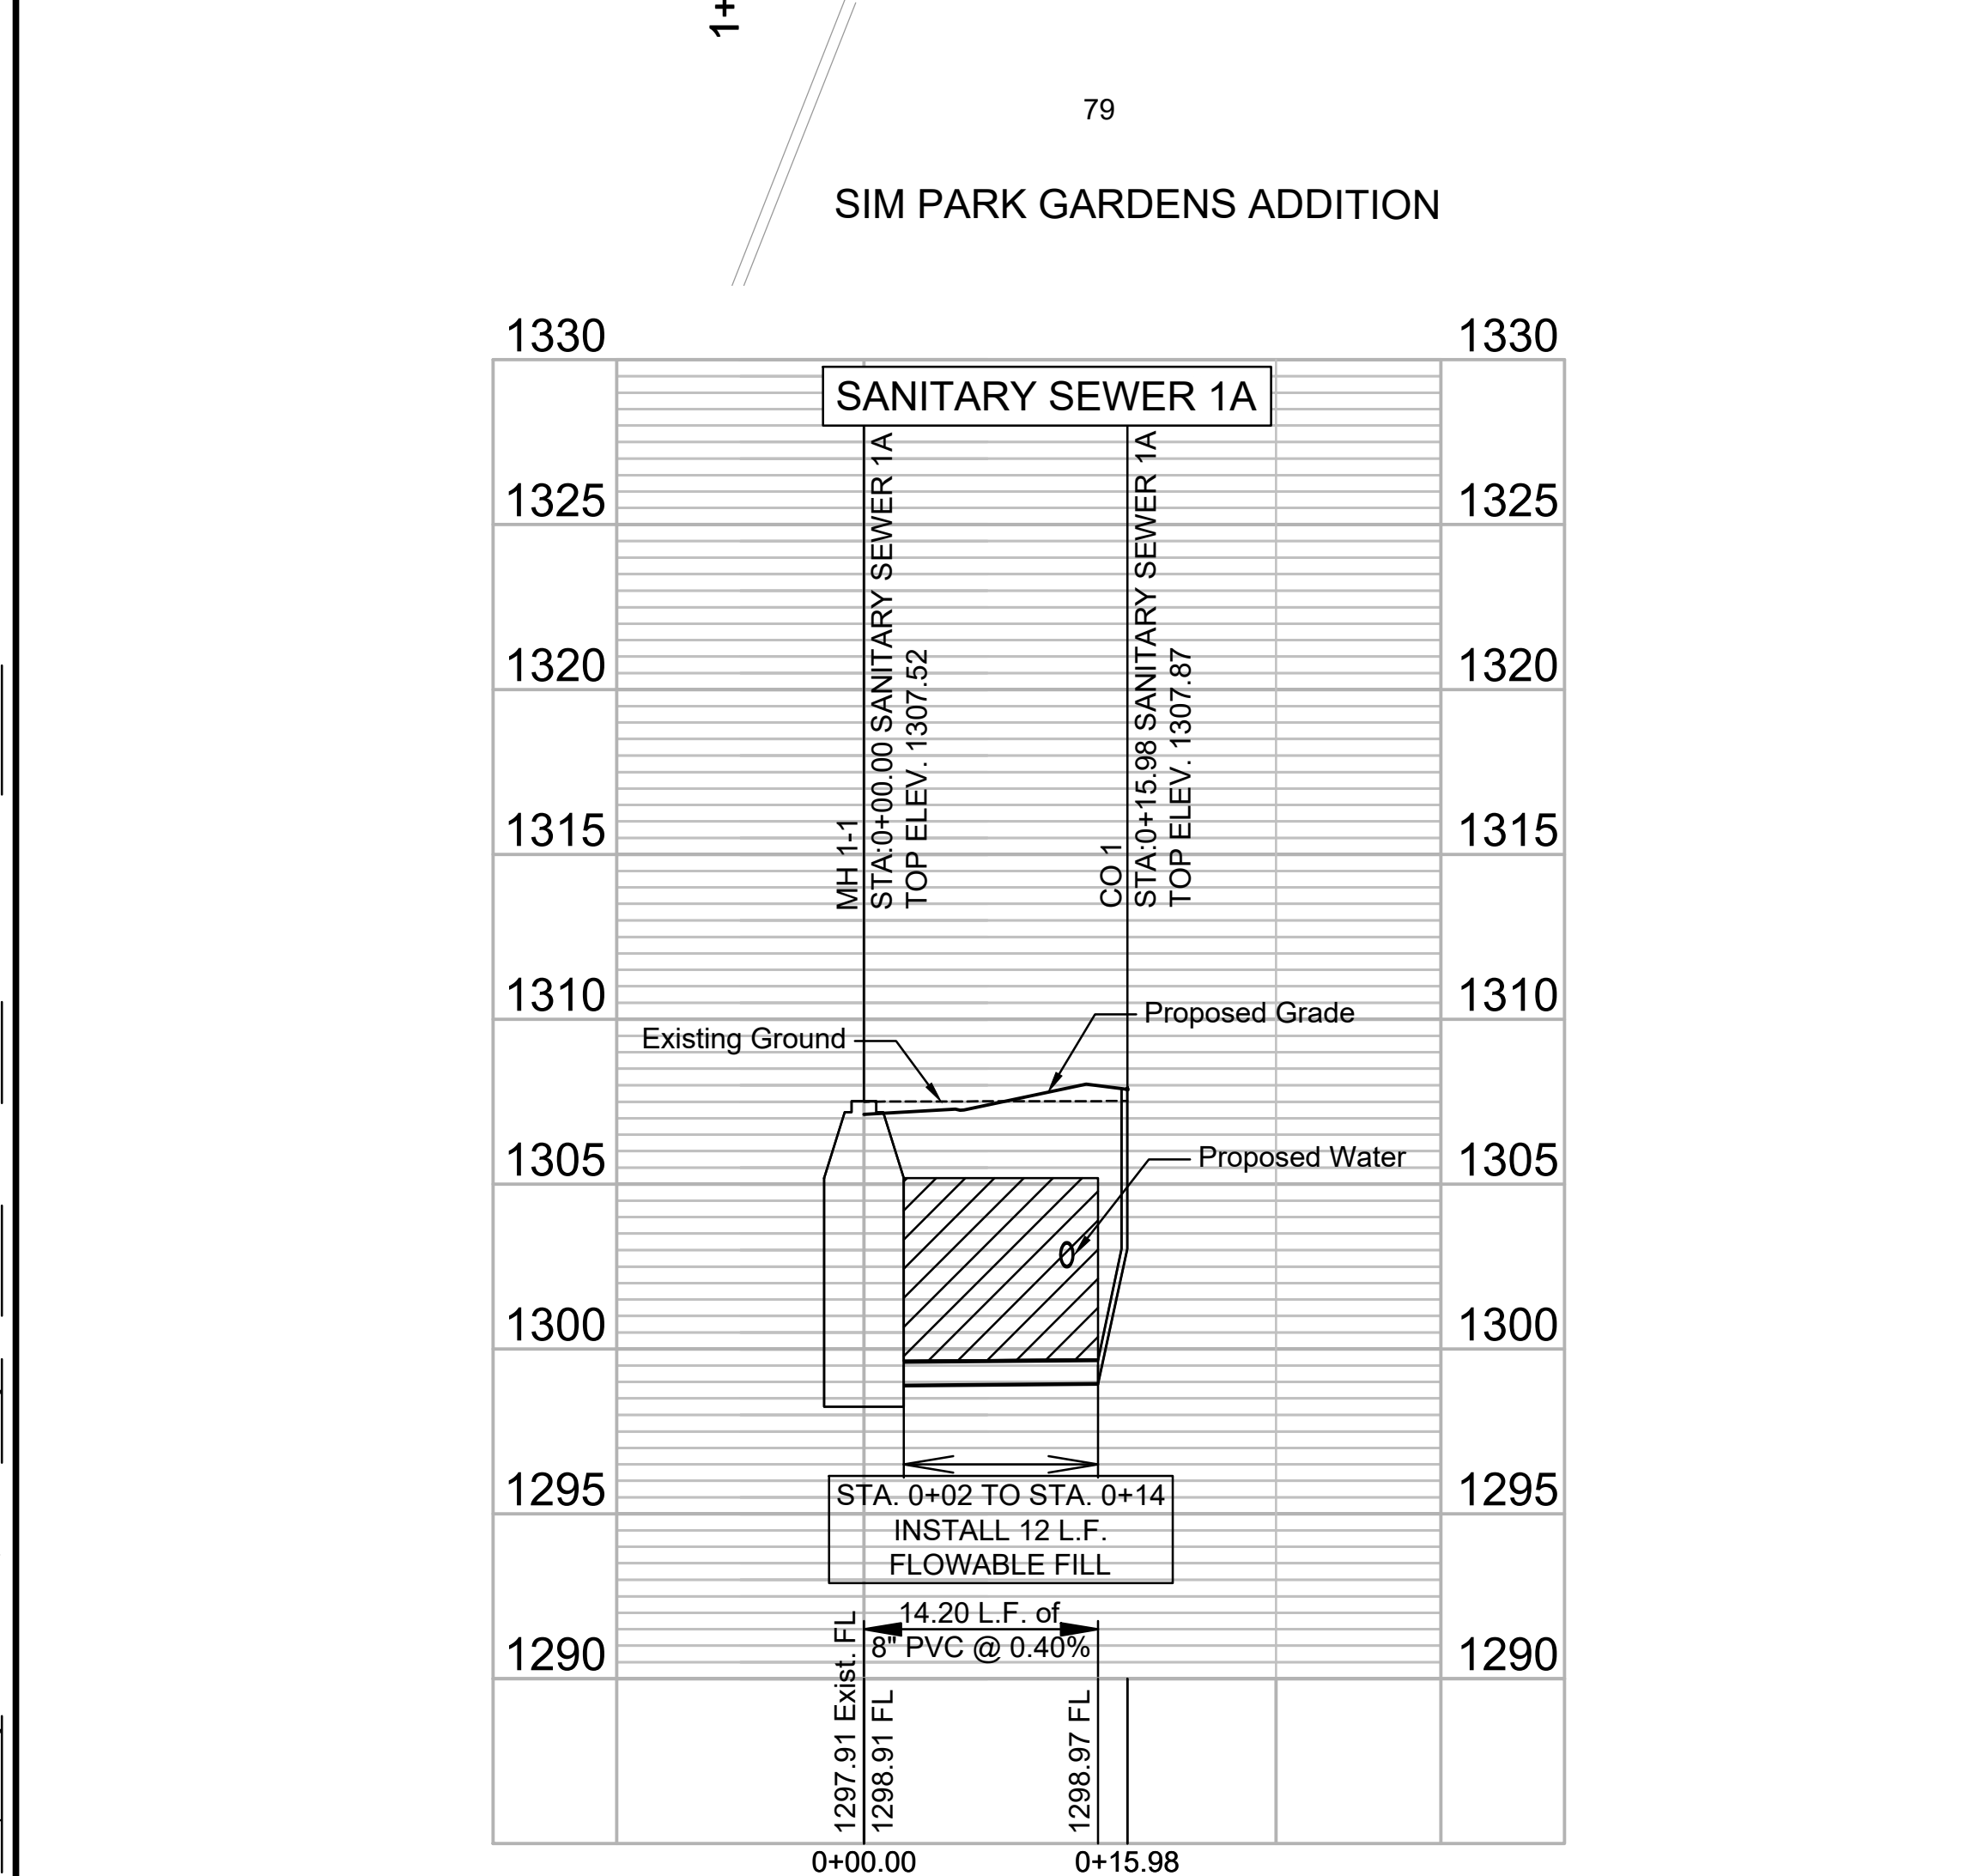 1+
79
SIM PARK GARDENS ADDITION
1330
1330
SANITARY SEWER 1A
1325
1325
1320
1320
1315
1315
1310
1310
1305
1305
1300
1300
1295
1295
1290
1290
MH 1-1
STA:0+00.00 SANITARY SEWER 1A
TOP ELEV. 1307.52
CO 1
STA:0+15.98 SANITARY SEWER 1A
TOP ELEV. 1307.87
Existing Ground
Proposed Grade
Proposed Water
STA. 0+02 TO STA. 0+14
INSTALL 12 L.F.
FLOWABLE FILL
14.20 L.F. of
8" PVC @ 0.40%
1297.91 Exist. FL
1298.91 FL
1298.97 FL
0+00.00
0+15.98